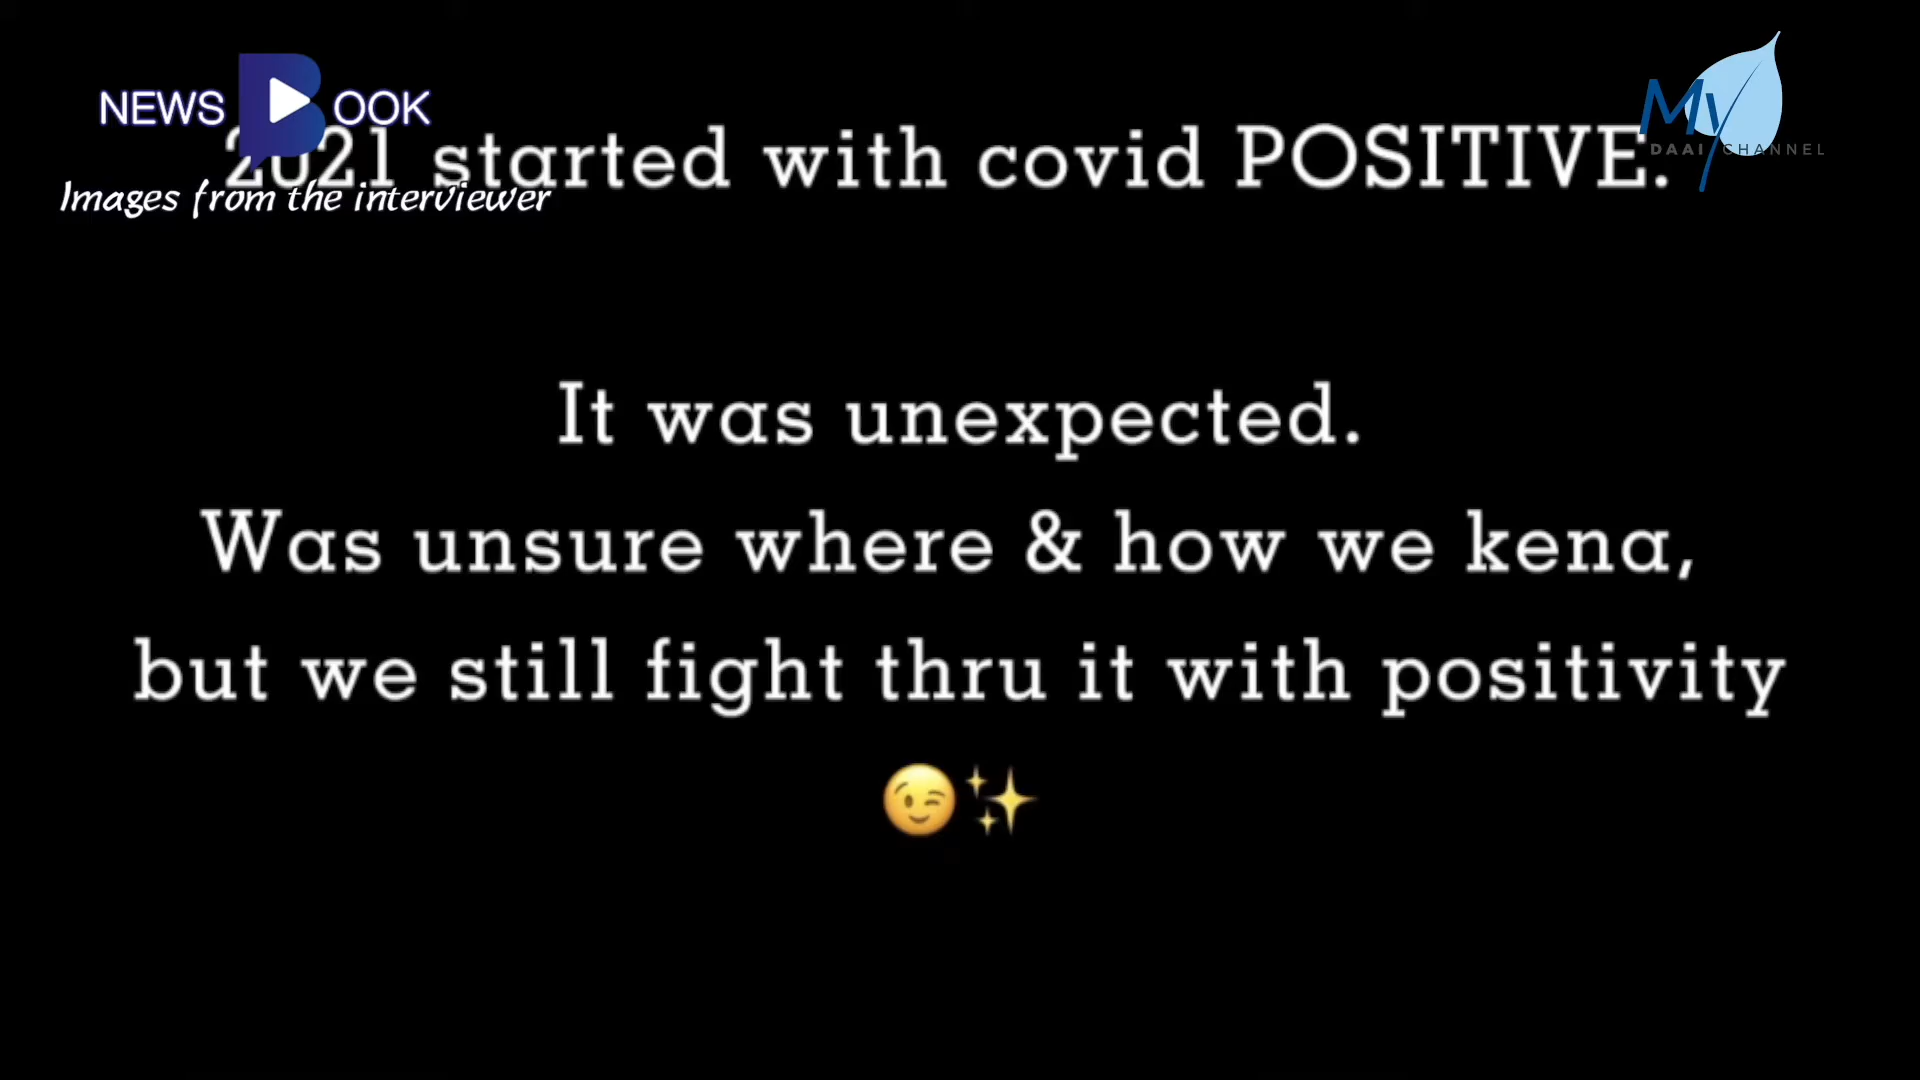 NEWS BOOK
My
DAAI CHANNEL
2021 started with covid POSITIVE.
Images from the interviewer
It was unexpected.
Was unsure where & how we kena,
but we still fight thru it with positivity
😉✨